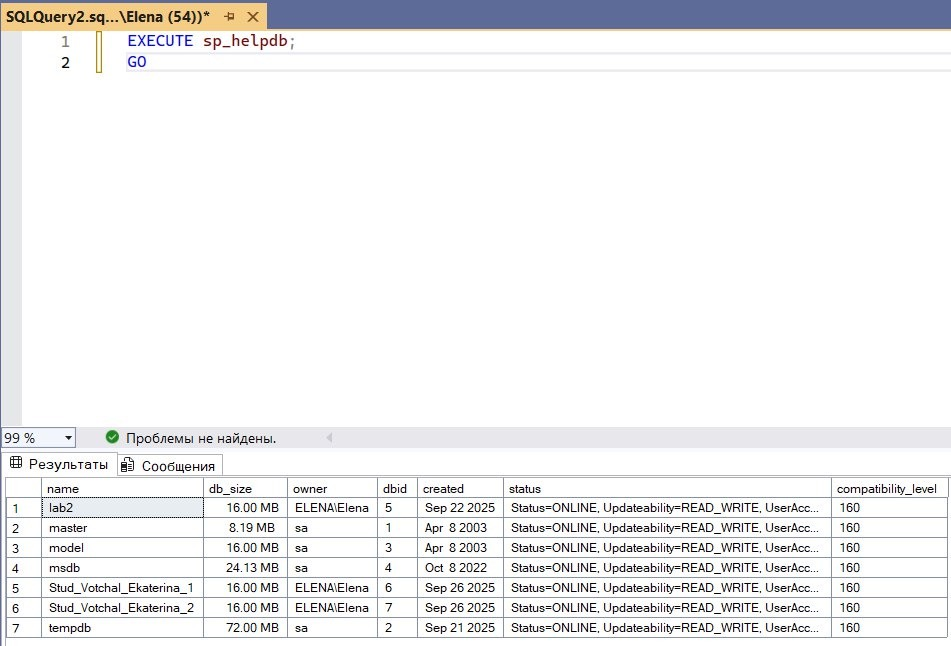 SQLQuery2.sq...\Elena (54))*
1 EXECUTE sp_helpdb;
2 GO
99 % Проблемы не найдены.
Результаты Сообщения
name db_size owner dbid created status compatibility_level
1 lab2 16.00 MB ELENA\Elena 5 Sep 22 2025 Status=ONLINE, Updateability=READ_WRITE, UserAcc... 160
2 master 8.19 MB sa 1 Apr 8 2003 Status=ONLINE, Updateability=READ_WRITE, UserAcc... 160
3 model 16.00 MB sa 3 Apr 8 2003 Status=ONLINE, Updateability=READ_WRITE, UserAcc... 160
4 msdb 24.13 MB sa 4 Oct 8 2022 Status=ONLINE, Updateability=READ_WRITE, UserAcc... 160
5 Stud_Votchal_Ekaterina_1 16.00 MB ELENA\Elena 6 Sep 26 2025 Status=ONLINE, Updateability=READ_WRITE, UserAcc... 160
6 Stud_Votchal_Ekaterina_2 16.00 MB ELENA\Elena 7 Sep 26 2025 Status=ONLINE, Updateability=READ_WRITE, UserAcc... 160
7 tempdb 72.00 MB sa 2 Sep 21 2025 Status=ONLINE, Updateability=READ_WRITE, UserAcc... 160